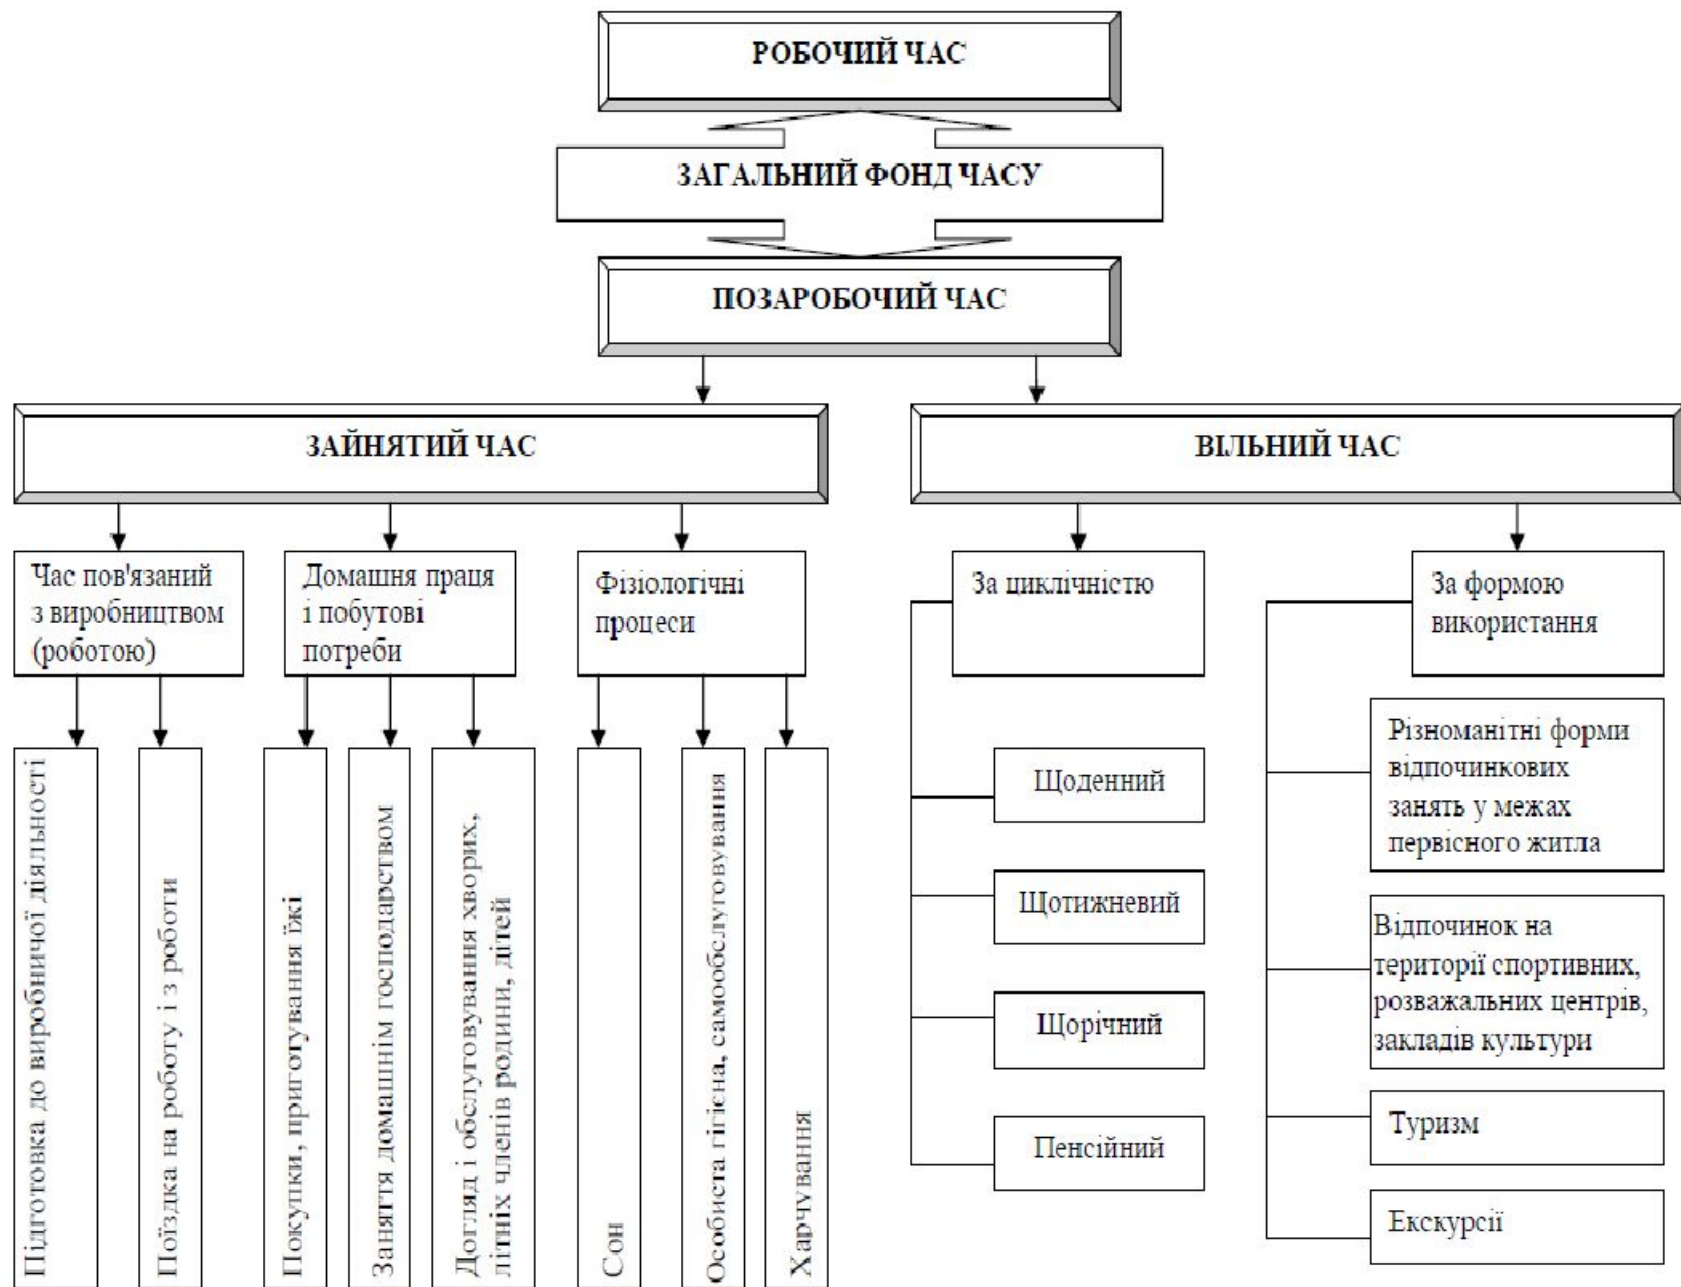 РОБОЧИЙ ЧАС
ЗАГАЛЬНИЙ ФОНД ЧАСУ
ПОЗАРОБОЧИЙ ЧАС
ЗАЙНЯТИЙ ЧАС
ВІЛЬНИЙ ЧАС
Час пов'язаний
з виробництвом
(роботою)
Домашня праця
і побутові
потреби
Фізіологічні
процеси
За циклічністю
За формою
використання
Підготовка до виробничої діяльності
Поїздка на роботу і з роботи
Покупки, приготування їжі
Заняття домашнім господарством
Догляд і обслуговування хворих,
літніх членів родини, дітей
Сон
Особиста гігієна, самообслуговування
Харчування
Щоденний
Щотижневий
Щорічний
Пенсійний
Різноманітні форми
відпочинкових
занять у межах
первісного житла
Відпочинок на
території спортивних,
розважальних центрів,
закладів культури
Туризм
Екскурсії